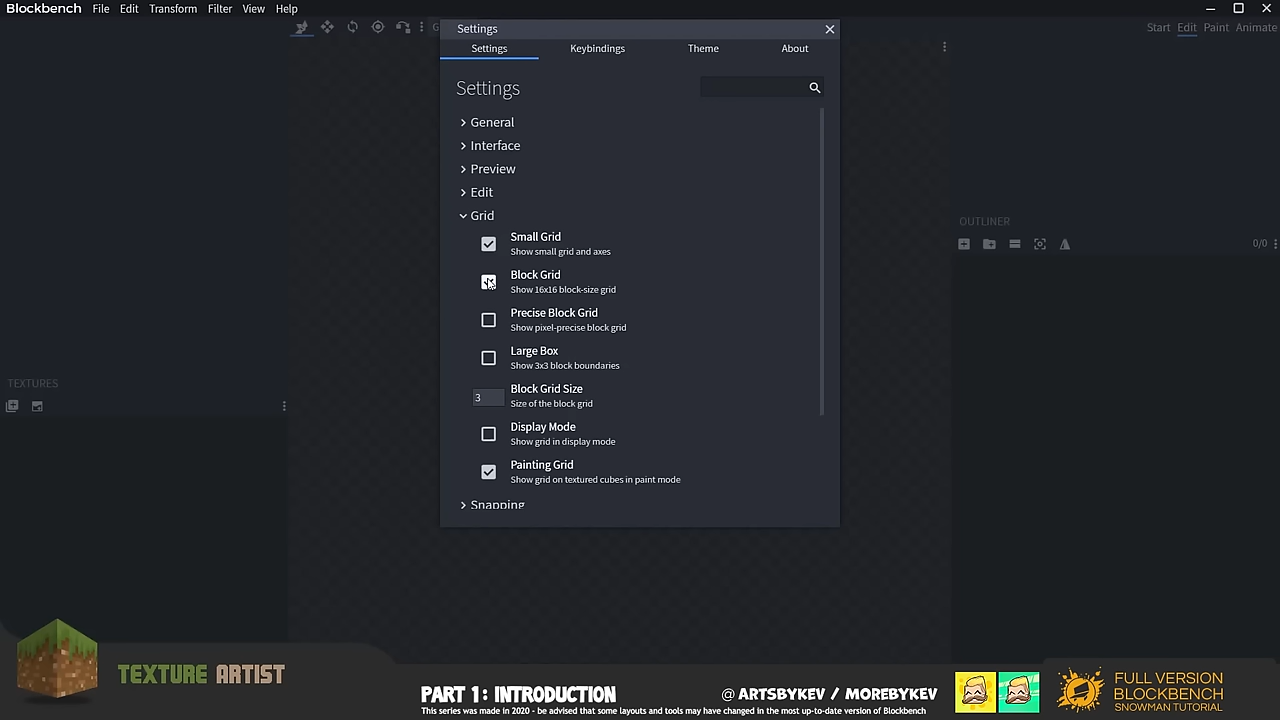 Blockbench File Edit Transform Filter View Help
Start Edit Paint Animate
Settings
Settings Keybindings Theme About
Settings
General
Interface
Preview
Edit
Grid
Small Grid
Show small grid and axes
Block Grid
Show 16x16 block-size grid
Precise Block Grid
Show pixel-precise block grid
Large Box
Show 3x3 block boundaries
3
Block Grid Size
Size of the block grid
Display Mode
Show grid in display mode
Painting Grid
Show grid on textured cubes in paint mode
Snapping
TEXTURES
OUTLINER
0/0
TEXTURE ARTIST
PART 1: INTRODUCTION
@ARTSBYKEV / MOREBYKEV
This series was made in 2020 - be advised that some layouts and tools may have changed in the most up-to-date version of Blockbench
FULL VERSION
BLOCKBENCH
SNOWMAN TUTORIAL